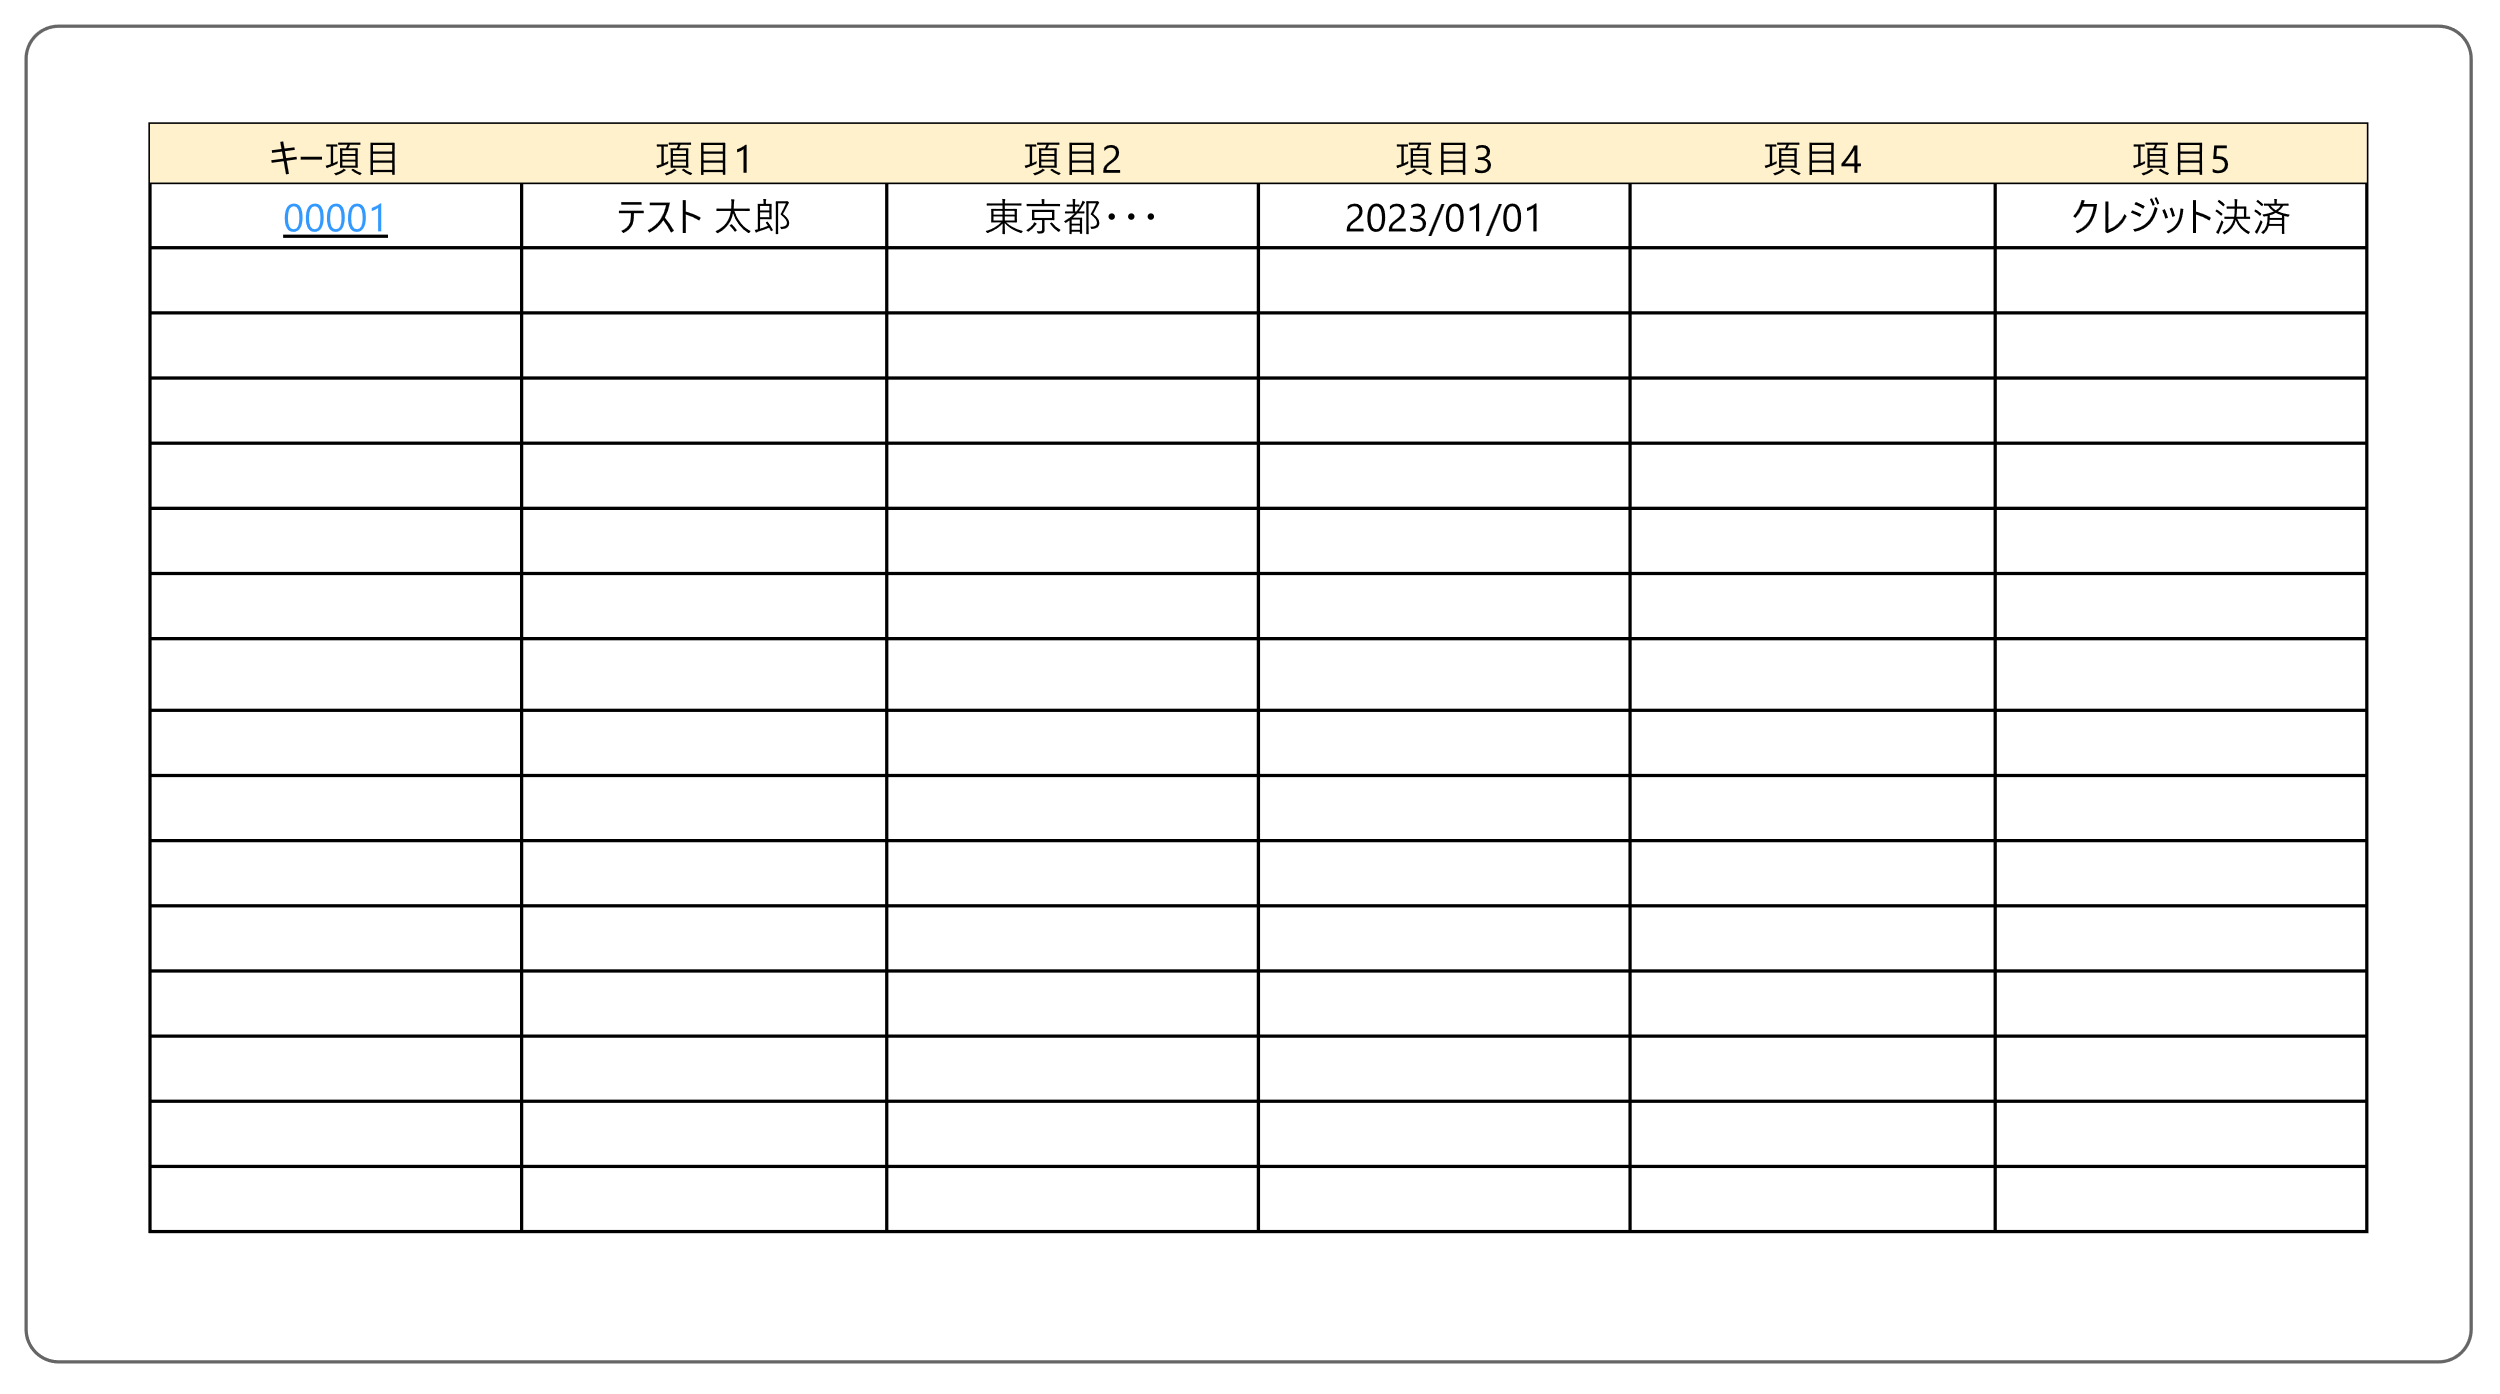 キー項目 項目1 項目2 項目3 項目4 項目5
00001 テスト太郎 東京都・・・ 2023/01/01 クレジット決済